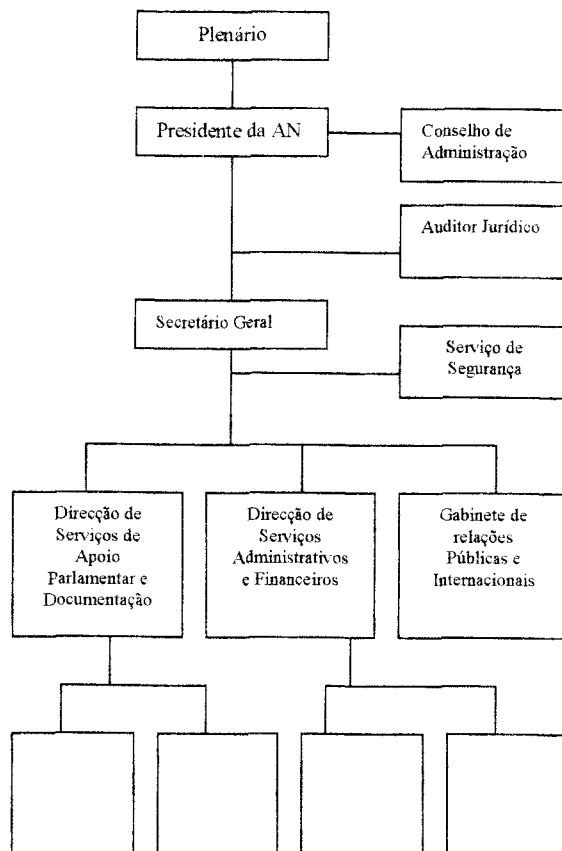 Plenário
Presidente da AN
Conselho de
Administração
Auditor Jurídico
Secretário Geral
Serviço de
Segurança
Direcção de
Serviços de
Apoio
Parlamentar e
Documentação
Direcção de
Serviços
Administrativos
e Financeiros
Gabinete de
relações
Públicas e
Internacionais